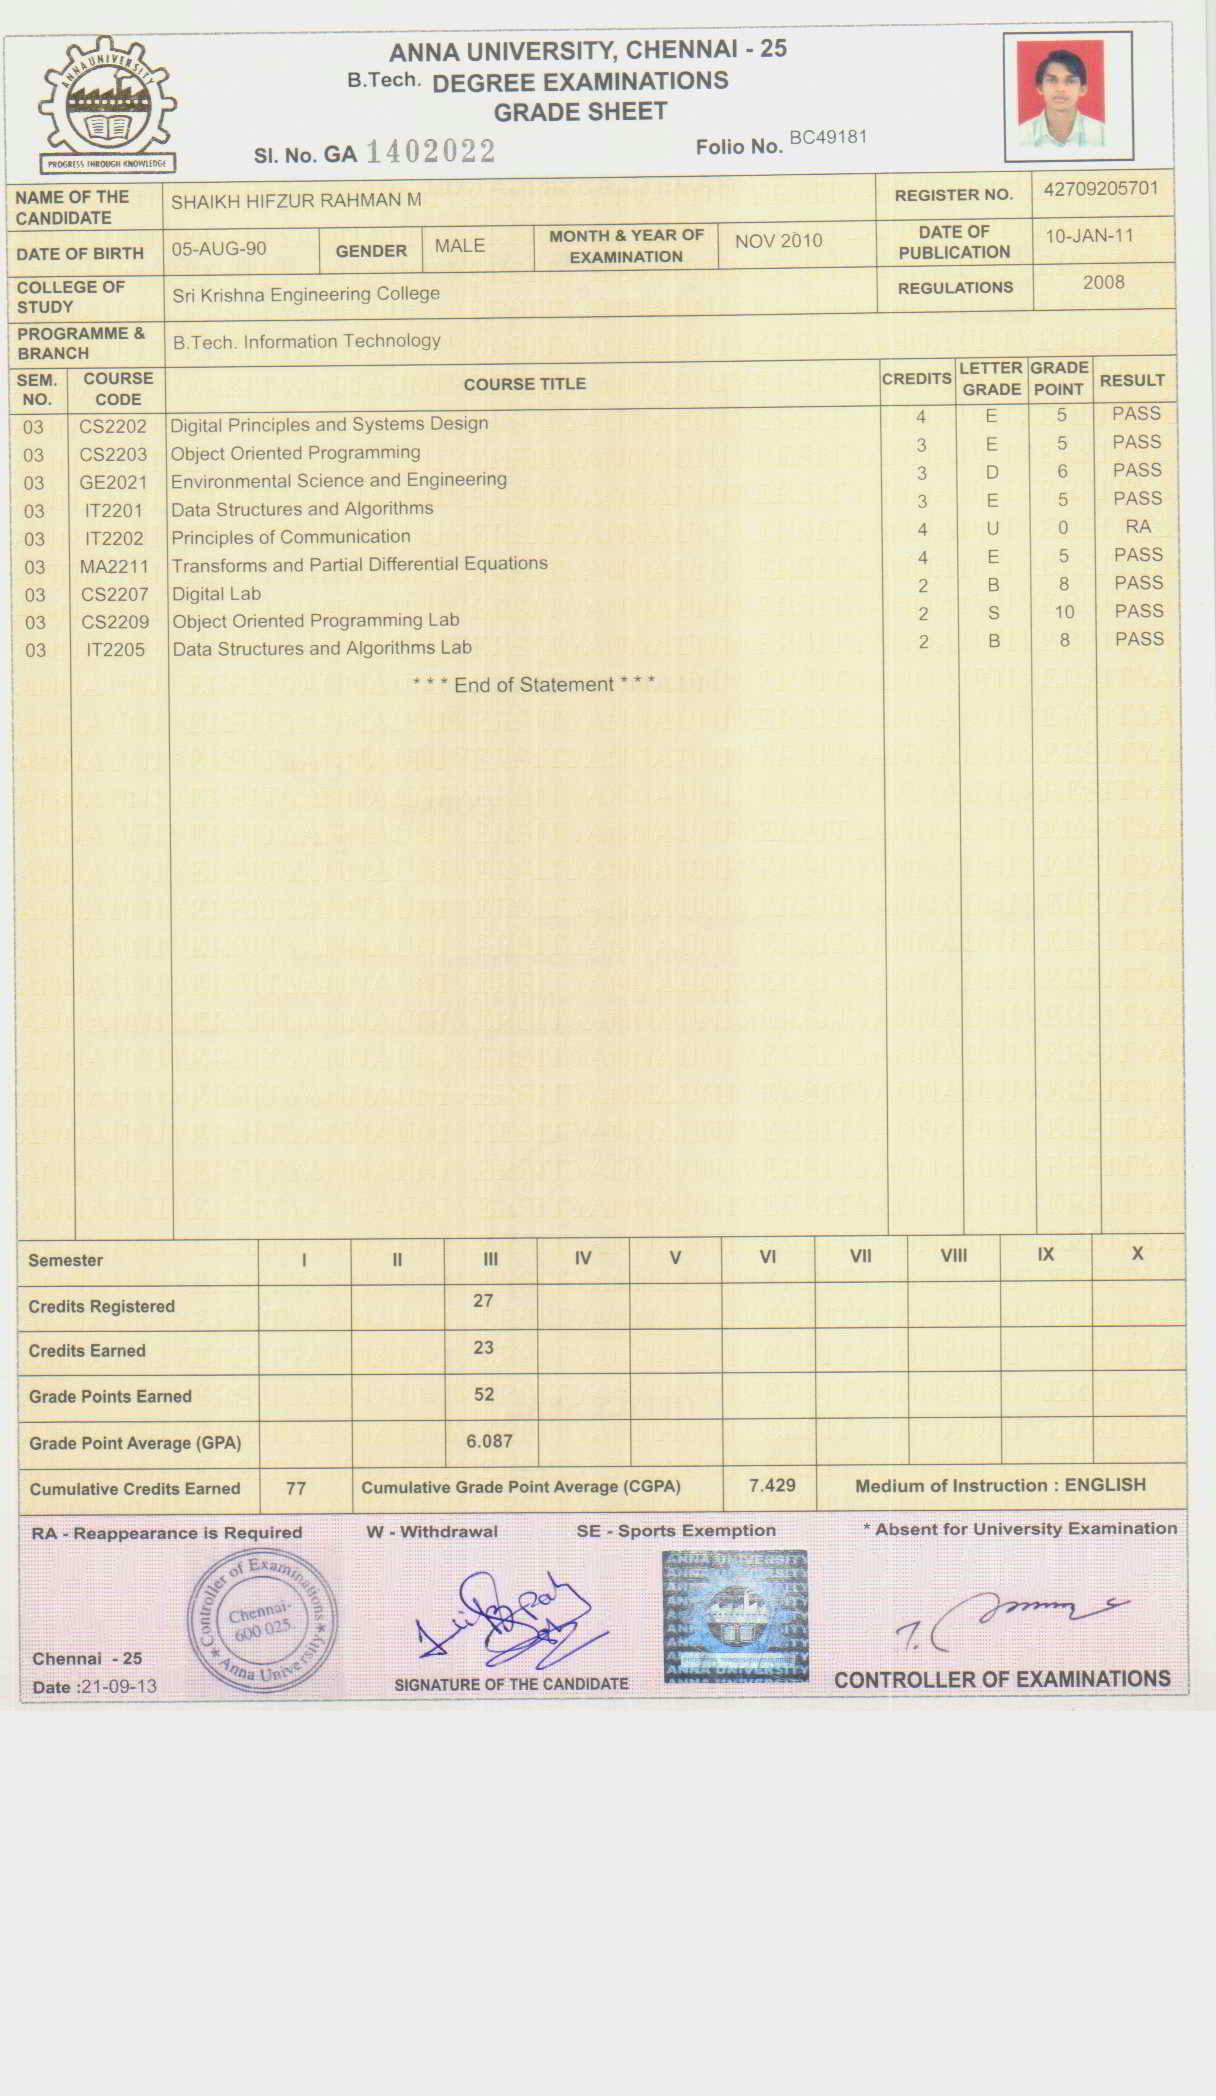 ANNA UNIVERSITY, CHENNAI - 25
B.Tech. DEGREE EXAMINATIONS
GRADE SHEET
ANNA UNIVERSITY
PROGRESS THROUGH KNOWLEDGE
Sl. No. GA 1402022 Folio No. BC49181
NAME OF THE CANDIDATE SHAIKH HIFZUR RAHMAN M REGISTER NO. 42709205701
DATE OF BIRTH 05-AUG-90 GENDER MALE MONTH & YEAR OF EXAMINATION NOV 2010 DATE OF PUBLICATION 10-JAN-11
COLLEGE OF STUDY Sri Krishna Engineering College REGULATIONS 2008
PROGRAMME & BRANCH B.Tech. Information Technology
SEM. NO. COURSE CODE COURSE TITLE CREDITS LETTER GRADE GRADE POINT RESULT
03 CS2202 Digital Principles and Systems Design 4 E 5 PASS
03 CS2203 Object Oriented Programming 3 E 5 PASS
03 GE2021 Environmental Science and Engineering 3 D 6 PASS
03 IT2201 Data Structures and Algorithms 3 E 5 PASS
03 IT2202 Principles of Communication 4 U 0 RA
03 MA2211 Transforms and Partial Differential Equations 4 E 5 PASS
03 CS2207 Digital Lab 2 B 8 PASS
03 CS2209 Object Oriented Programming Lab 2 S 10 PASS
03 IT2205 Data Structures and Algorithms Lab 2 B 8 PASS
* * * End of Statement * * *
Semester I II III IV V VI VII VIII IX X
Credits Registered 27
Credits Earned 23
Grade Points Earned 52
Grade Point Average (GPA) 6.087
Cumulative Credits Earned 77 Cumulative Grade Point Average (CGPA) 7.429 Medium of Instruction : ENGLISH
RA - Reappearance is Required W - Withdrawal SE - Sports Exemption * Absent for University Examination
Controller of Examinations
Chennai-
600 025
Anna University
ANNA UNIVERSITY
Chennai - 25
Date :21-09-13
SIGNATURE OF THE CANDIDATE
CONTROLLER OF EXAMINATIONS